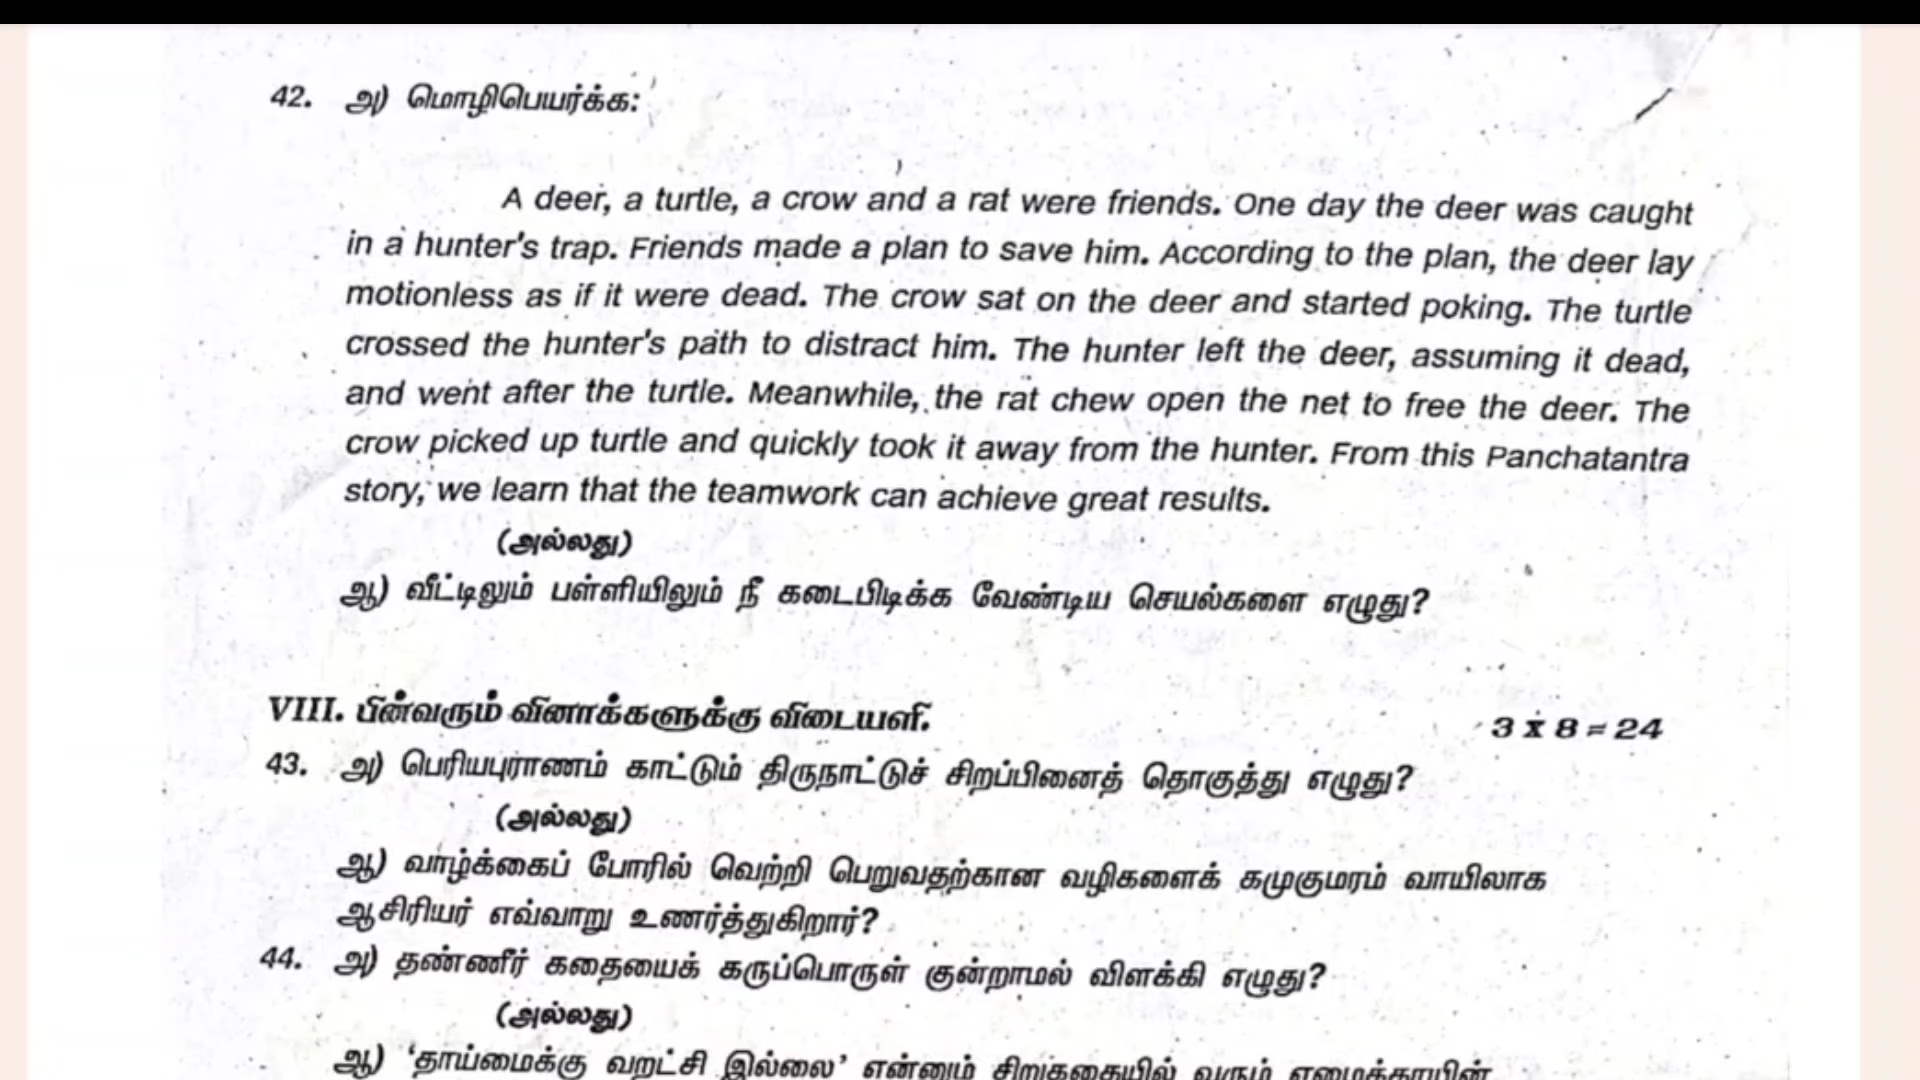 42. அ) மொழிபெயர்க்க:
A deer, a turtle, a crow and a rat were friends. One day the deer was caught
in a hunter's trap. Friends made a plan to save him. According to the plan, the deer lay
motionless as if it were dead. The crow sat on the deer and started poking. The turtle
crossed the hunter's path to distract him. The hunter left the deer, assuming it dead,
and went after the turtle. Meanwhile, the rat chew open the net to free the deer. The
crow picked up turtle and quickly took it away from the hunter. From this Panchatantra
story, we learn that the teamwork can achieve great results.
(அல்லது)
ஆ) வீட்டிலும் பள்ளியிலும் நீ கடைபிடிக்க வேண்டிய செயல்களை எழுது?
VIII. பின்வரும் வினாக்களுக்கு விடையளி. 3 x 8 = 24
43. அ) பெரியபுராணம் காட்டும் திருநாட்டுச் சிறப்பினைத் தொகுத்து எழுது?
(அல்லது)
ஆ) வாழ்க்கைப் போரில் வெற்றி பெறுவதற்கான வழிகளைக் கமுகுமரம் வாயிலாக
ஆசிரியர் எவ்வாறு உணர்த்துகிறார்?
44. அ) தண்ணீர் கதையைக் கருப்பொருள் குன்றாமல் விளக்கி எழுது?
(அல்லது)
ஆ) 'தாய்மைக்கு வறட்சி இல்லை' என்னும் சிறுகதையில் வரும் ஏழைத்தாயின்